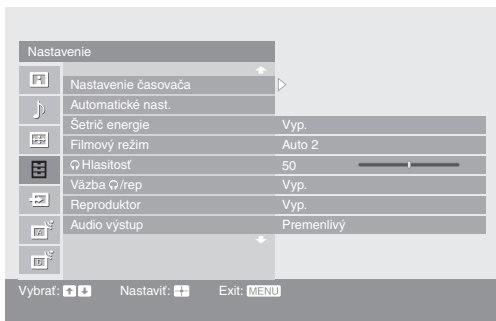 Nastavenie
Nastavenie časovača
Automatické nast.
Šetrič energie Vyp.
Filmový režim Auto 2
Hlasitosť 50
Väzba /rep Vyp.
Reproduktor Vyp.
Audio výstup Premenlivý
Vybrať: Nastaviť: Exit: MENU